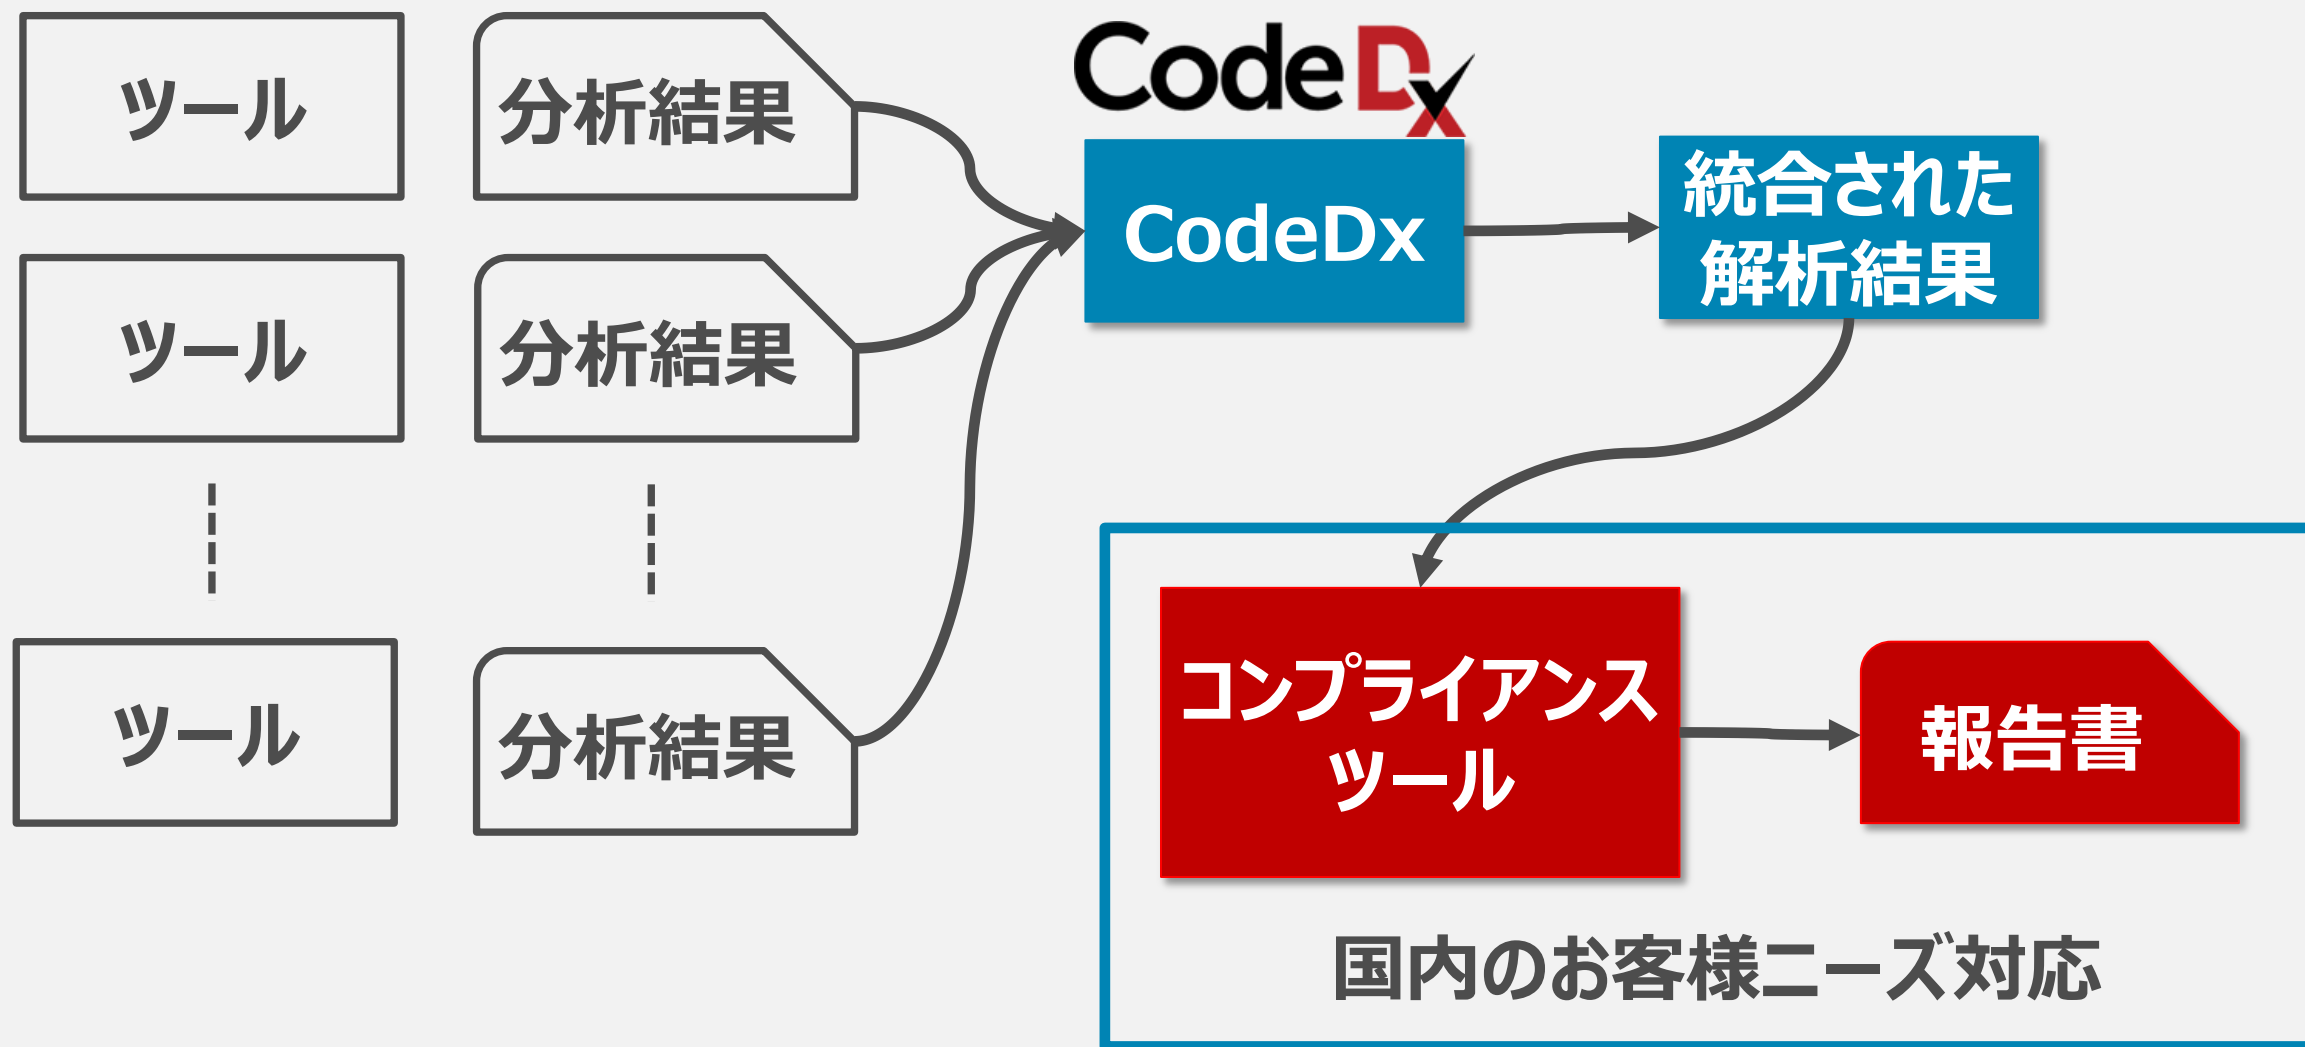 ツール
分析結果
CodeDx
CodeDx
統合された
解析結果
ツール
分析結果
ツール
分析結果
コンプライアンス
ツール
報告書
国内のお客様ニーズ対応